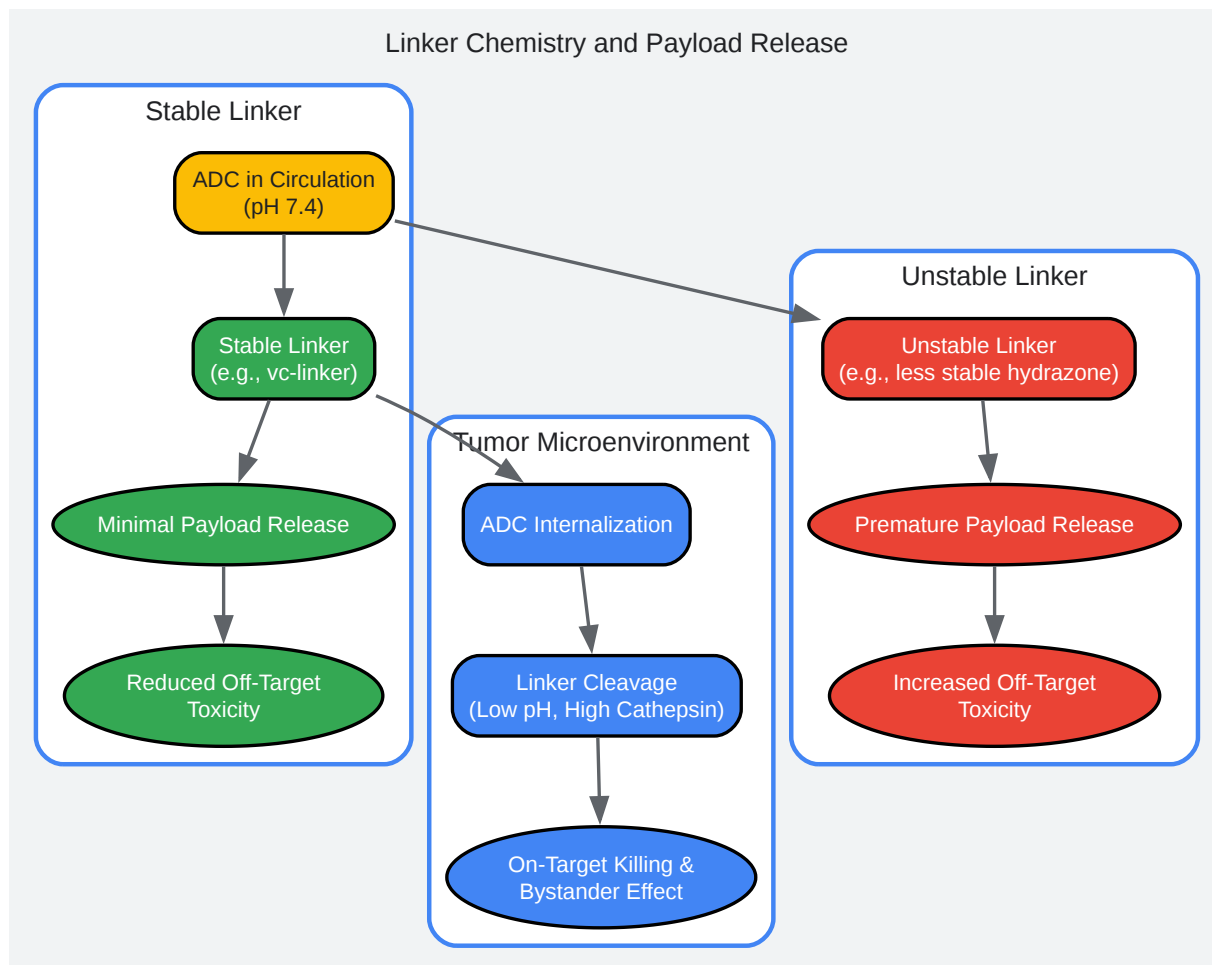 Linker Chemistry and Payload Release
Stable Linker
ADC in Circulation
(pH 7.4)
Stable Linker
(e.g., vc-linker)
Minimal Payload Release
Reduced Off-Target
Toxicity
Tumor Microenvironment
ADC Internalization
Linker Cleavage
(Low pH, High Cathepsin)
On-Target Killing &
Bystander Effect
Unstable Linker
Unstable Linker
(e.g., less stable hydrazone)
Premature Payload Release
Increased Off-Target
Toxicity